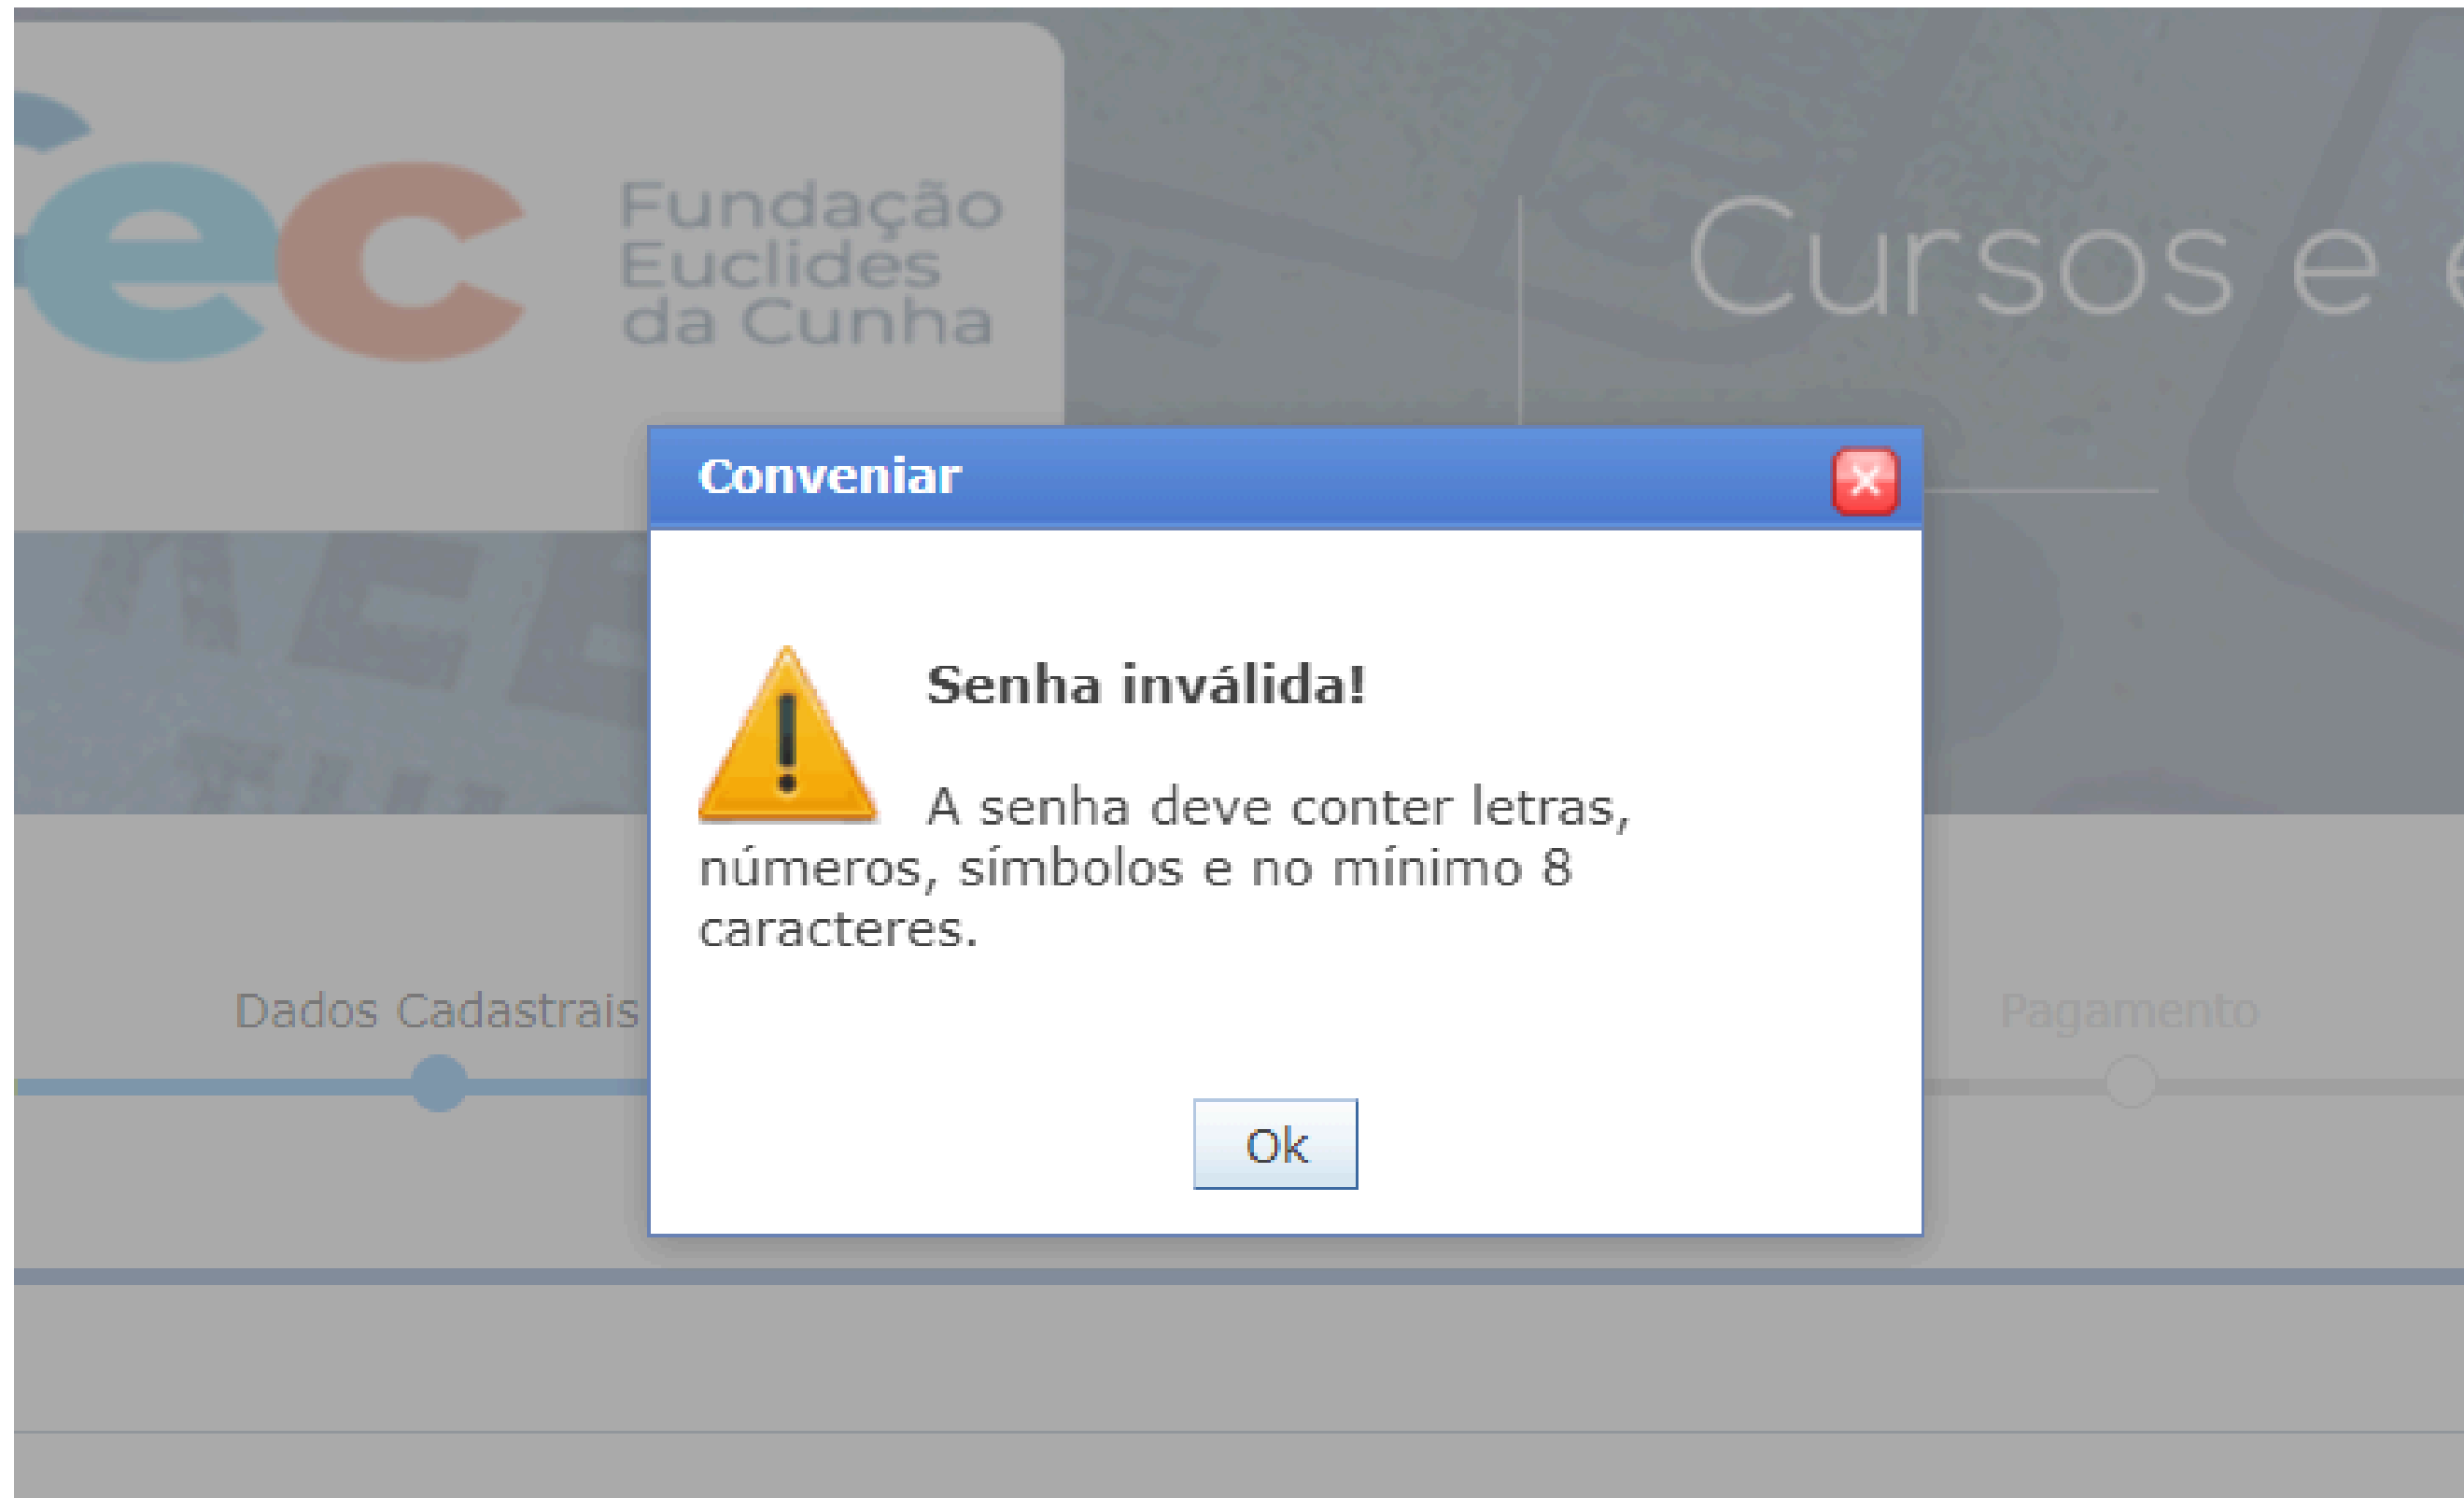 ec
Fundação
Euclides
da Cunha
Cursos e e
Conveniar
Senha inválida!
A senha deve conter letras,
números, símbolos e no mínimo 8
caracteres.
Dados Cadastrais
Pagamento
Ok